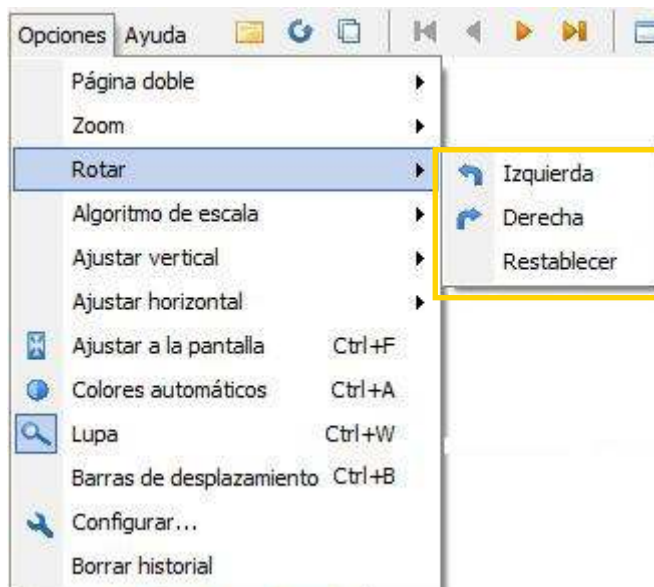 Opciones Ayuda
Página doble
Zoom
Rotar
Izquierda
Algoritmo de escala
Derecha
Ajustar vertical
Restablecer
Ajustar horizontal
Ajustar a la pantalla Ctrl+F
Colores automáticos Ctrl+A
Lupa Ctrl+W
Barras de desplazamiento Ctrl+B
Configurar...
Borrar historial